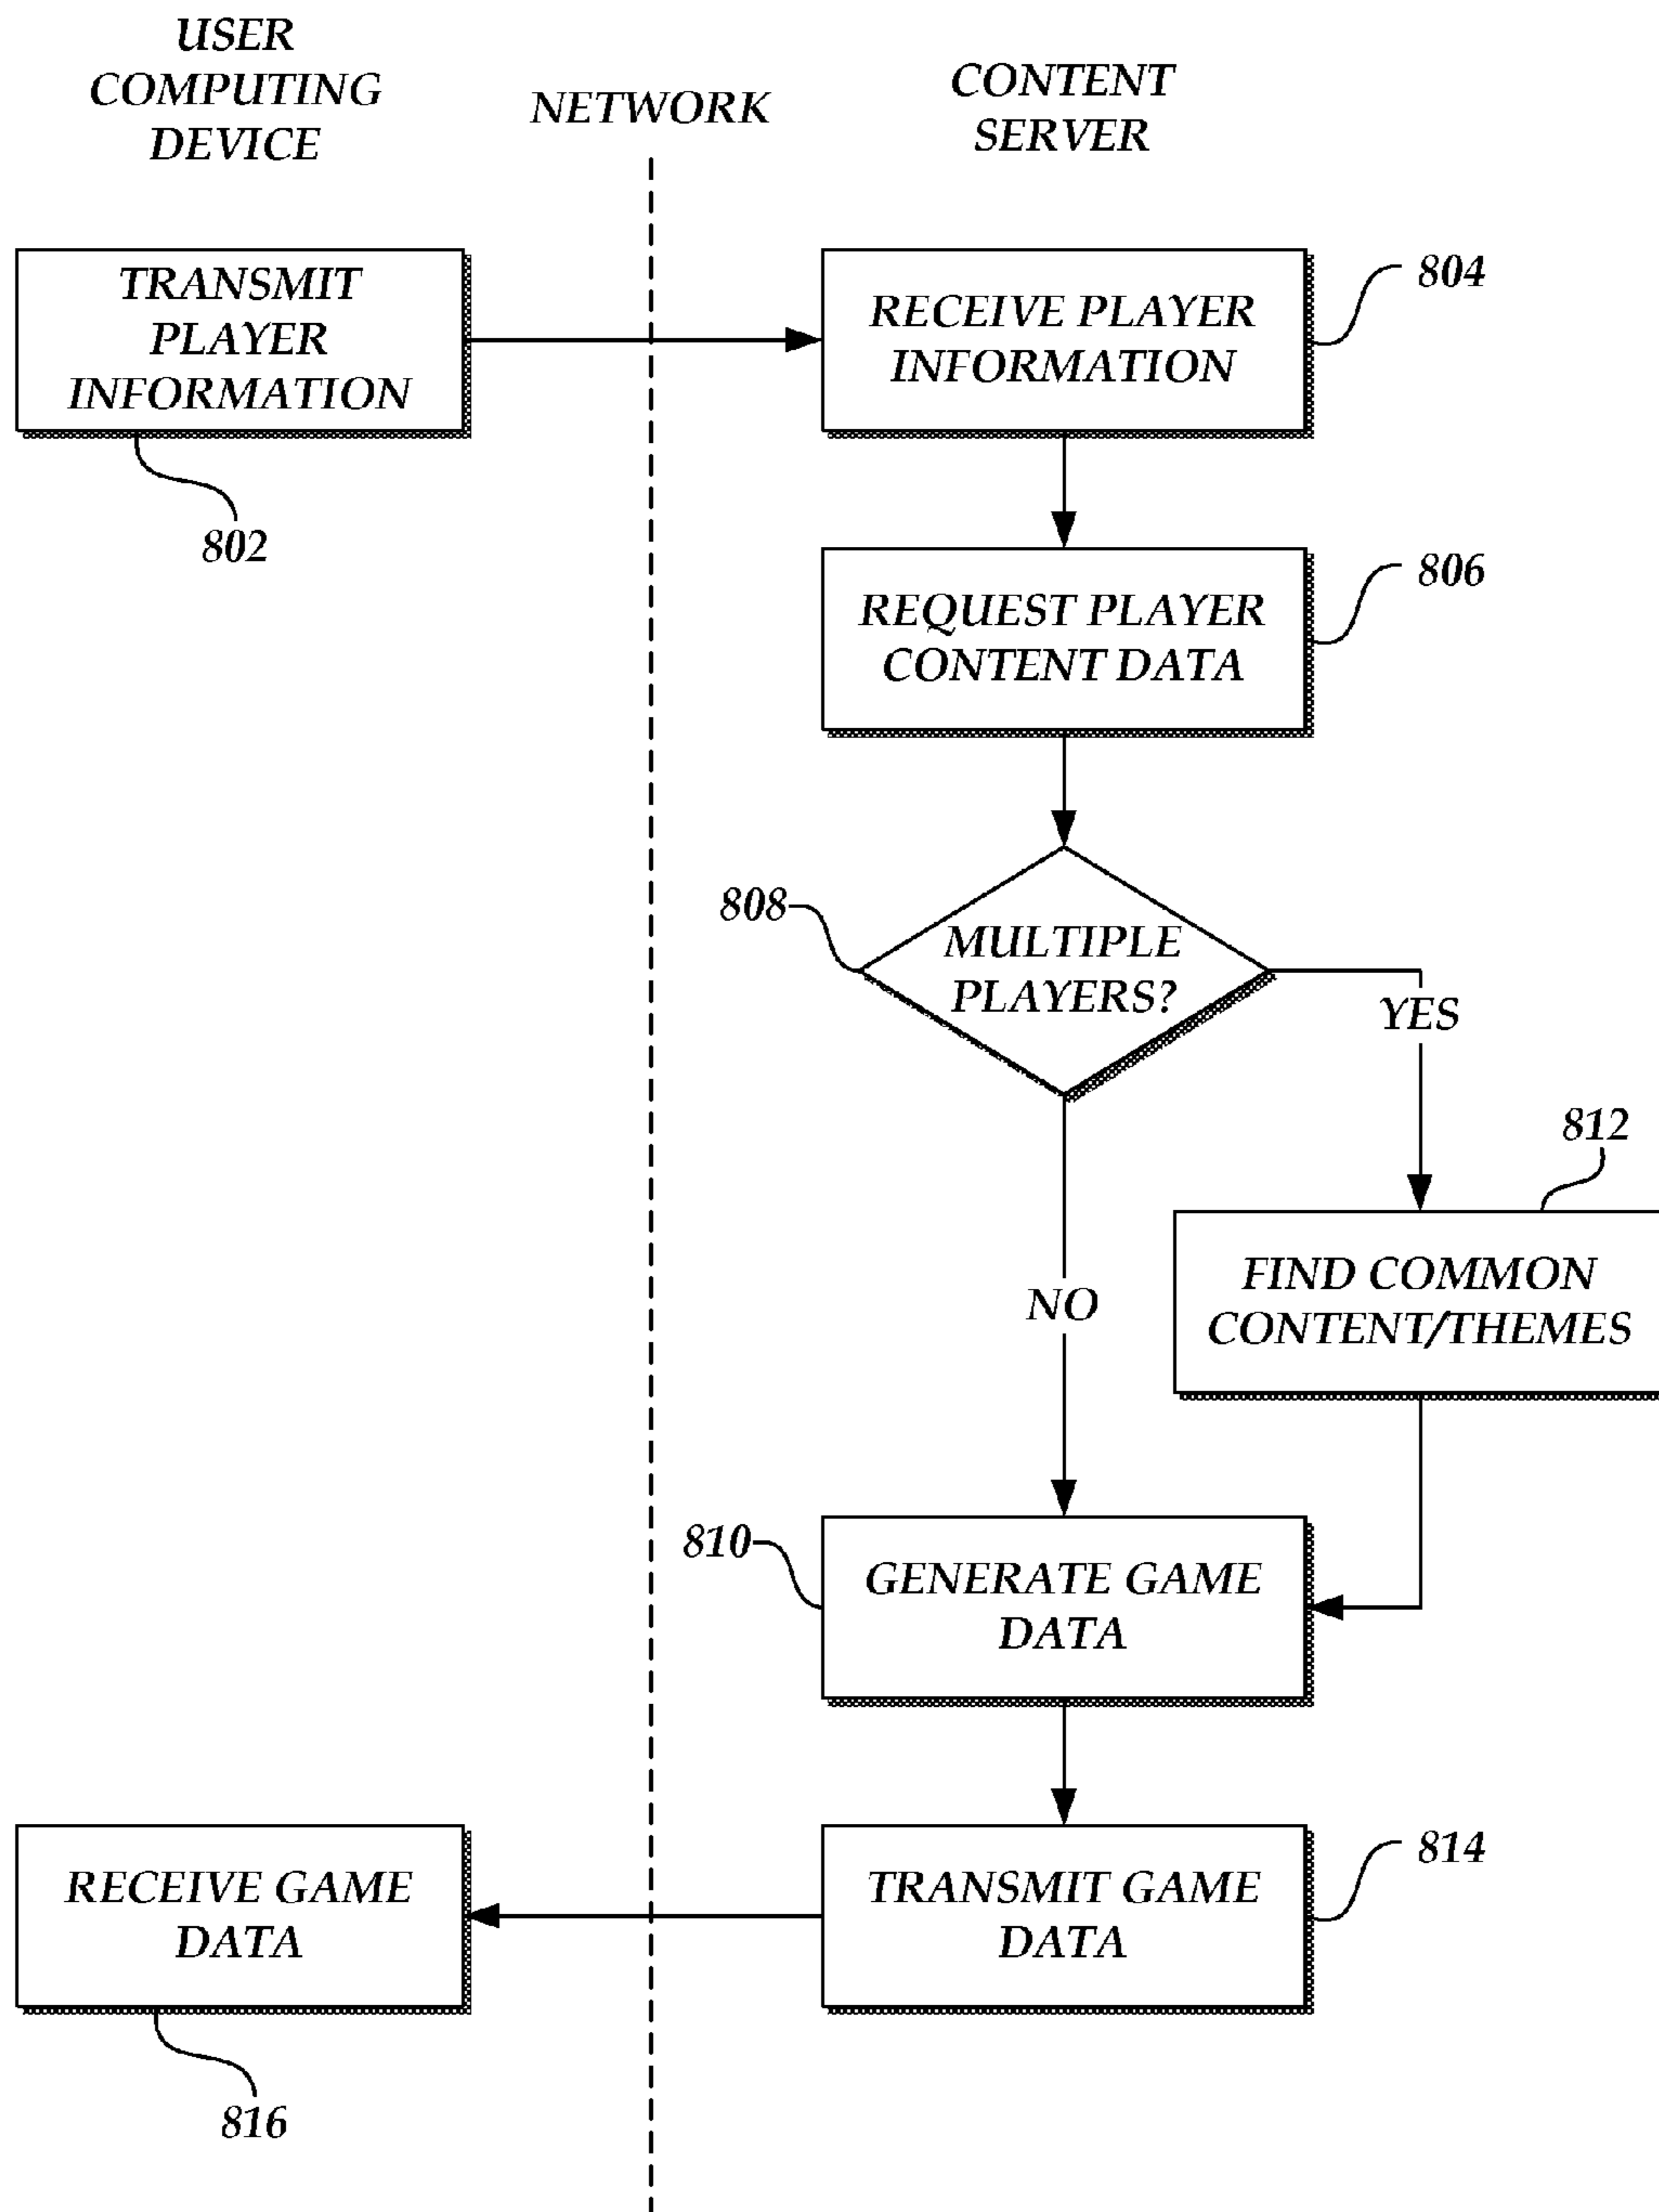 USER
COMPUTING
DEVICE
NETWORK
CONTENT
SERVER
TRANSMIT
PLAYER
INFORMATION
802
RECEIVE PLAYER
INFORMATION
804
REQUEST PLAYER
CONTENT DATA
806
808
MULTIPLE
PLAYERS?
YES
812
FIND COMMON
CONTENT/THEMES
NO
810
GENERATE GAME
DATA
TRANSMIT GAME
DATA
814
RECEIVE GAME
DATA
816